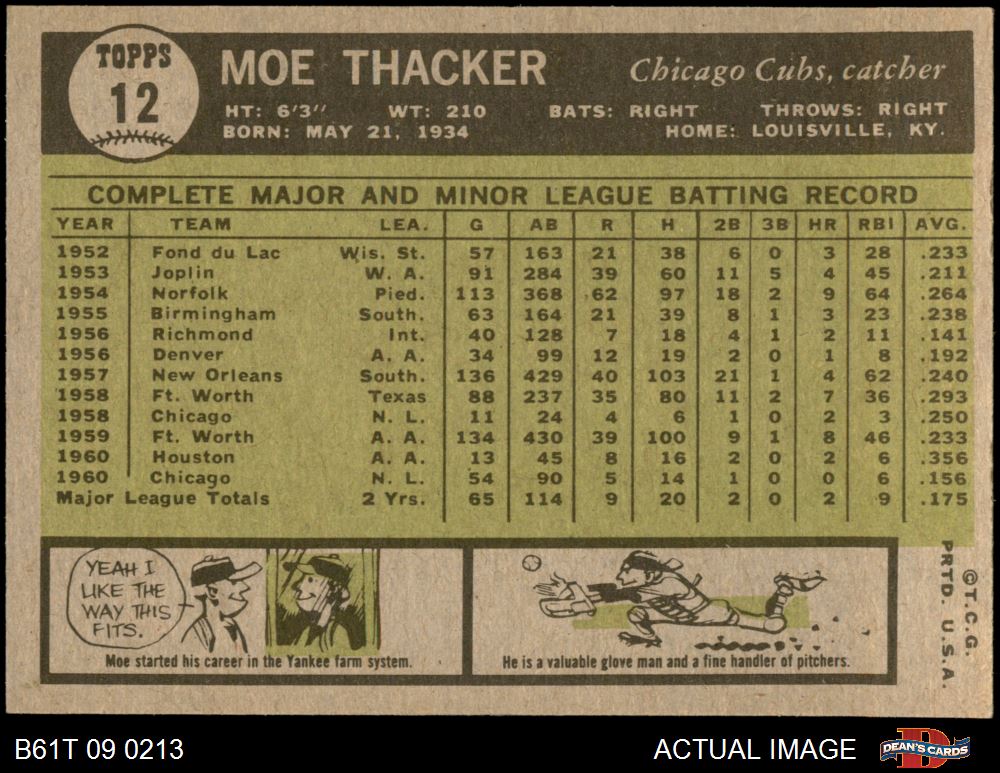 TOPPS
12
MOE THACKER
Chicago Cubs, catcher
HT: 6'3" WT: 210 BATS: RIGHT THROWS: RIGHT
BORN: MAY 21, 1934 HOME: LOUISVILLE, KY.
COMPLETE MAJOR AND MINOR LEAGUE BATTING RECORD
YEAR TEAM LEA. G AB R H 2B 3B HR RBI AVG.
1952 Fond du Lac Wis. St. 57 163 21 38 6 0 3 28 .233
1953 Joplin W. A. 91 284 39 60 11 5 4 45 .211
1954 Norfolk Pied. 113 368 62 97 18 2 9 64 .264
1955 Birmingham South. 63 164 21 39 8 1 3 23 .238
1956 Richmond Int. 40 128 7 18 4 1 2 11 .141
1956 Denver A. A. 34 99 12 19 2 0 1 8 .192
1957 New Orleans South. 136 429 40 103 21 1 4 62 .240
1958 Ft. Worth Texas 88 237 35 80 11 2 7 36 .293
1958 Chicago N. L. 11 24 4 6 1 0 2 3 .250
1959 Ft. Worth A. A. 134 430 39 100 9 1 8 46 .233
1960 Houston A. A. 13 45 8 16 2 0 2 6 .356
1960 Chicago N. L. 54 90 5 14 1 0 0 6 .156
Major League Totals 2 Yrs. 65 114 9 20 2 0 2 9 .175
YEAH I
LIKE THE
WAY THIS
FITS.
Moe started his career in the Yankee farm system.
He is a valuable glove man and a fine handler of pitchers.
©T.C.G.
PRTD. U.S.A.
B61T 09 0213
ACTUAL IMAGE
DEAN'S CARDS